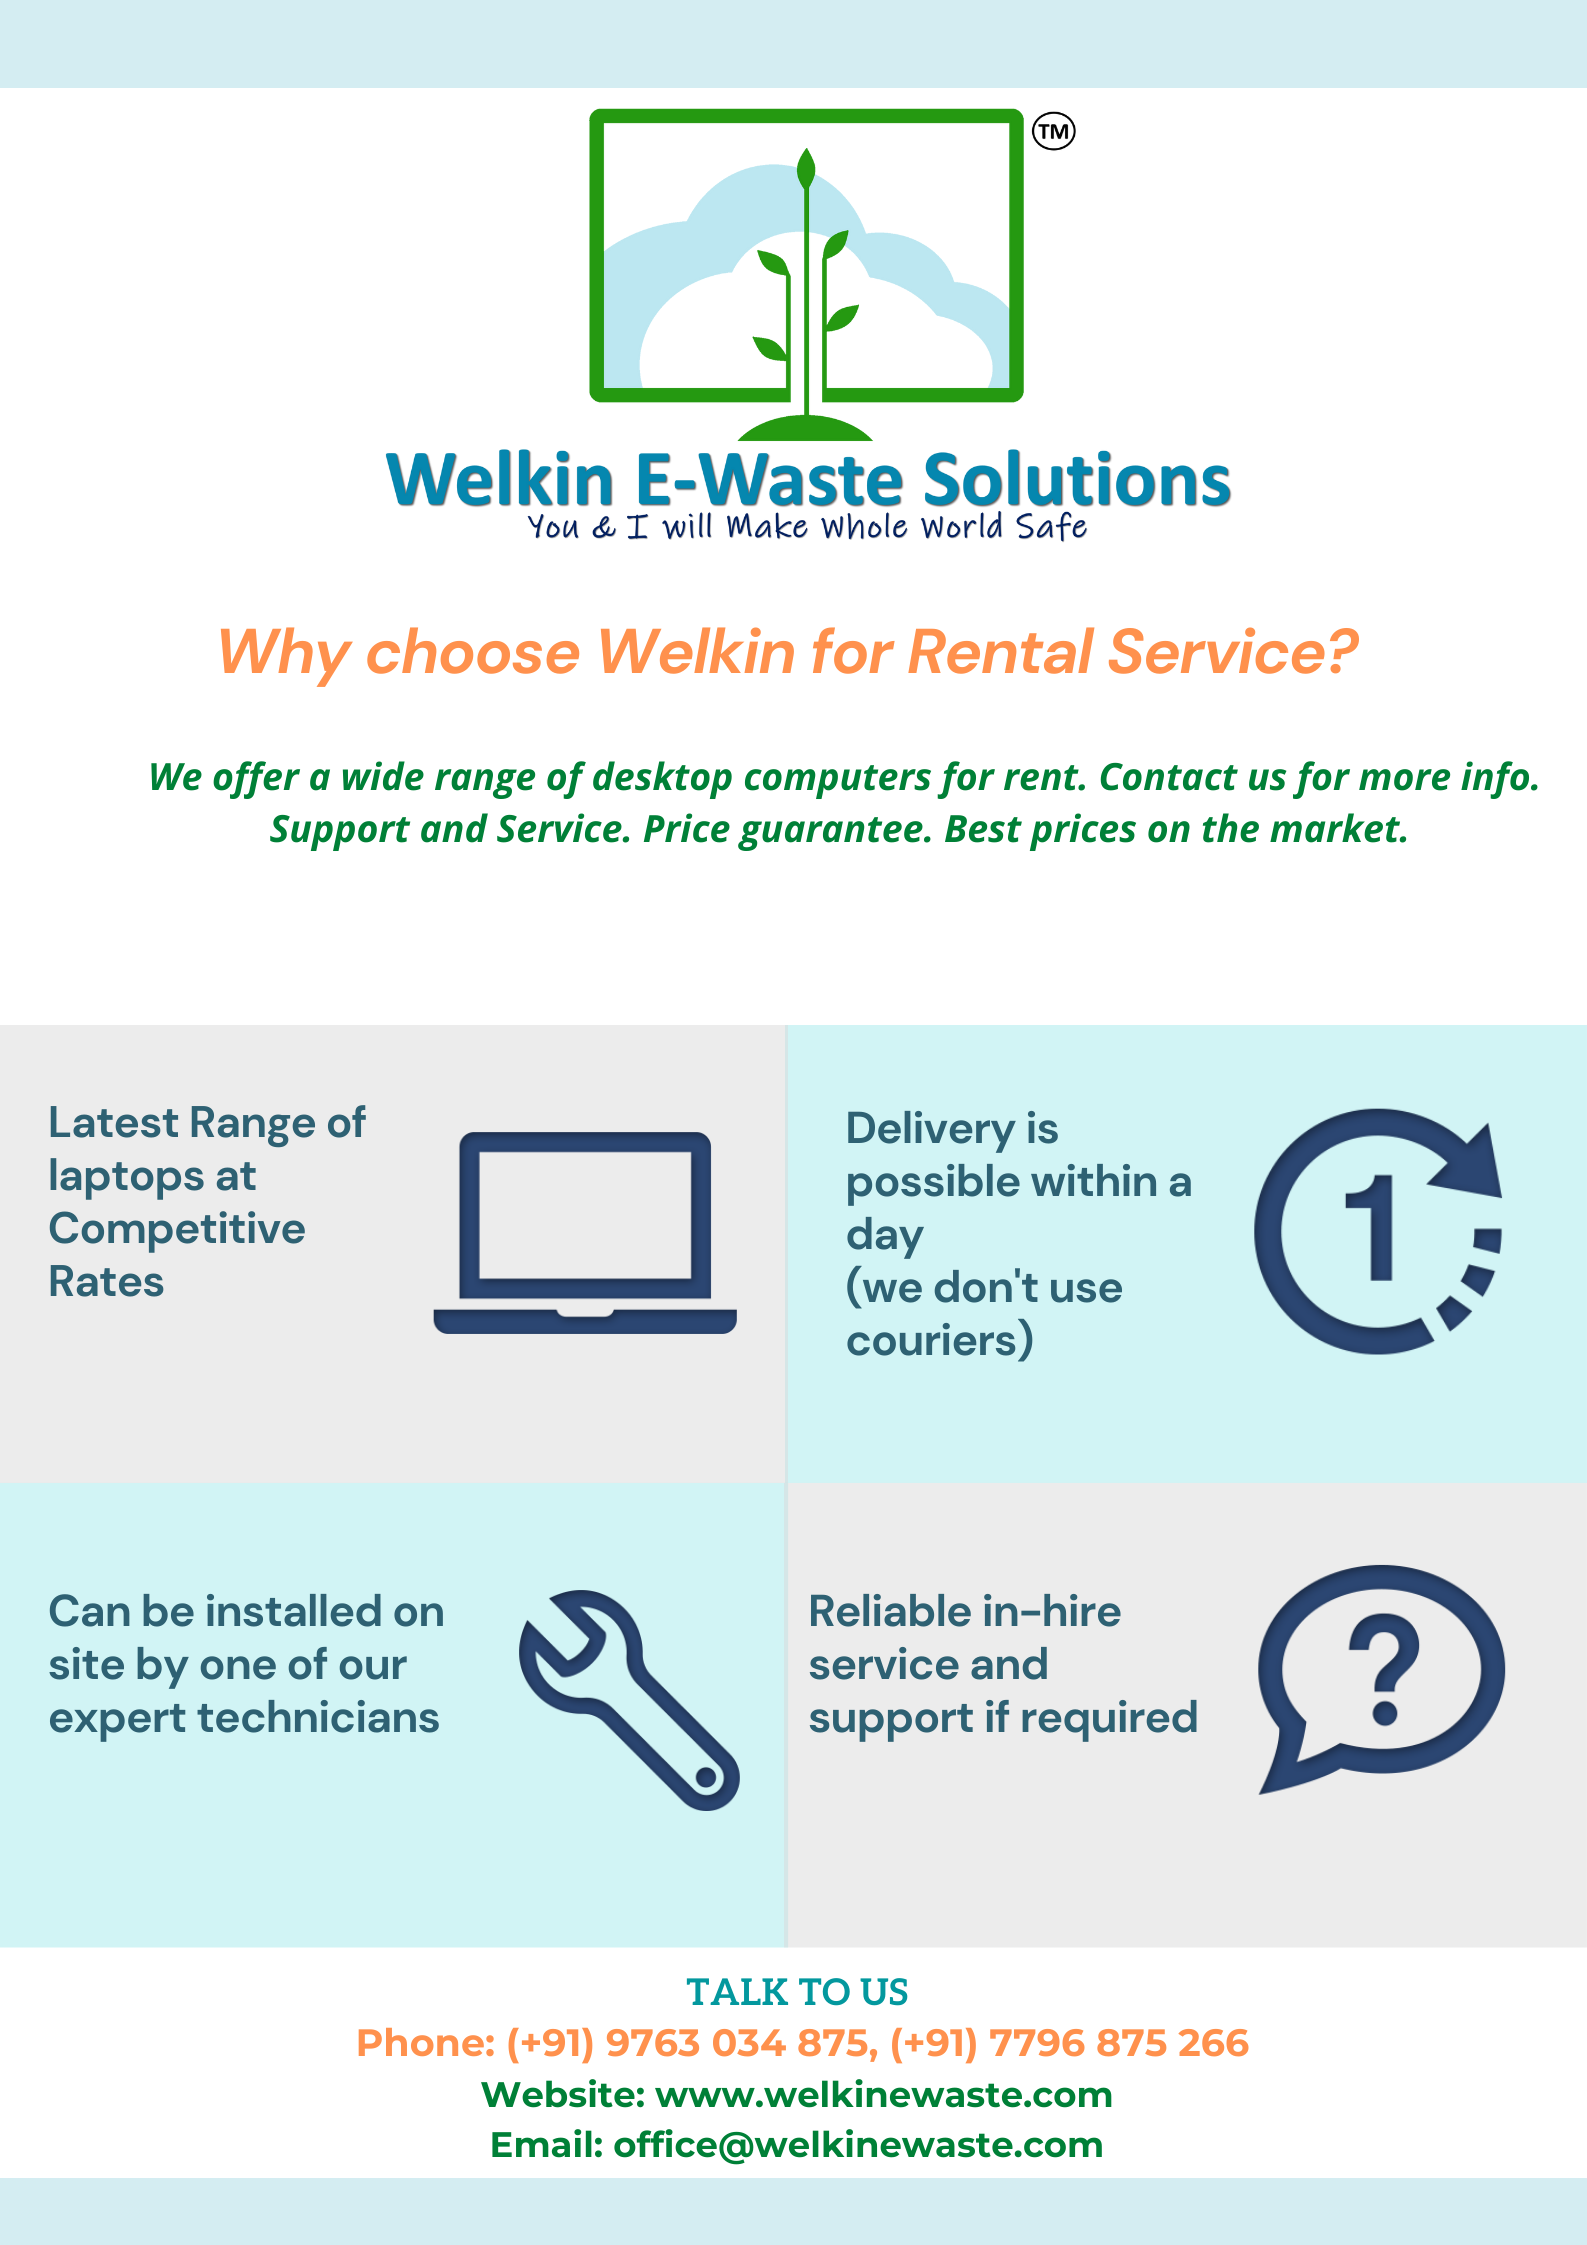 TM
Welkin E-Waste Solutions
You & I will Make Whole World Safe
Why choose Welkin for Rental Service?
We offer a wide range of desktop computers for rent. Contact us for more info.
Support and Service. Price guarantee. Best prices on the market.
Latest Range of
laptops at
Competitive
Rates
Delivery is
possible within a
day
(we don't use
couriers)
1
Can be installed on
site by one of our
expert technicians
Reliable in-hire
service and
support if required
?
TALK TO US
Phone: (+91) 9763 034 875, (+91) 7796 875 266
Website: www.welkinewaste.com
Email: office@welkinewaste.com